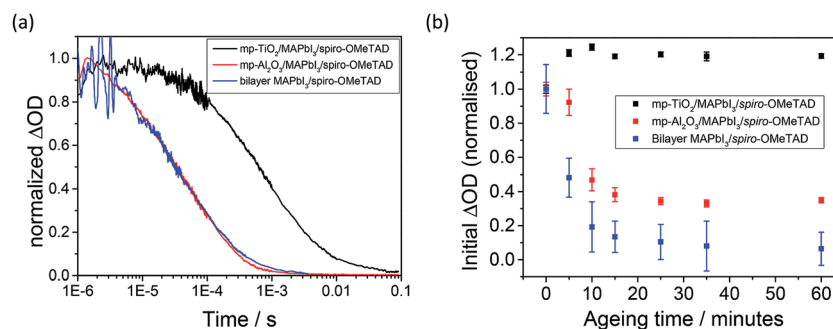 (a)
normalized ΔOD
1.0
0.8
0.6
0.4
0.2
0.0
mp-TiO₂/MAPbI₃/spiro-OMeTAD
mp-Al₂O₃/MAPbI₃/spiro-OMeTAD
bilayer MAPbI₃/spiro-OMeTAD
1E-6 1E-5 1E-4 1E-3 0.01 0.1
Time / s
(b)
Initial ΔOD (normalised)
1.2
1.0
0.8
0.6
0.4
0.2
0.0
mp-TiO₂/MAPbI₃/spiro-OMeTAD
mp-Al₂O₃/MAPbI₃/spiro-OMeTAD
Bilayer MAPbI₃/spiro-OMeTAD
0 10 20 30 40 50 60
Ageing time / minutes